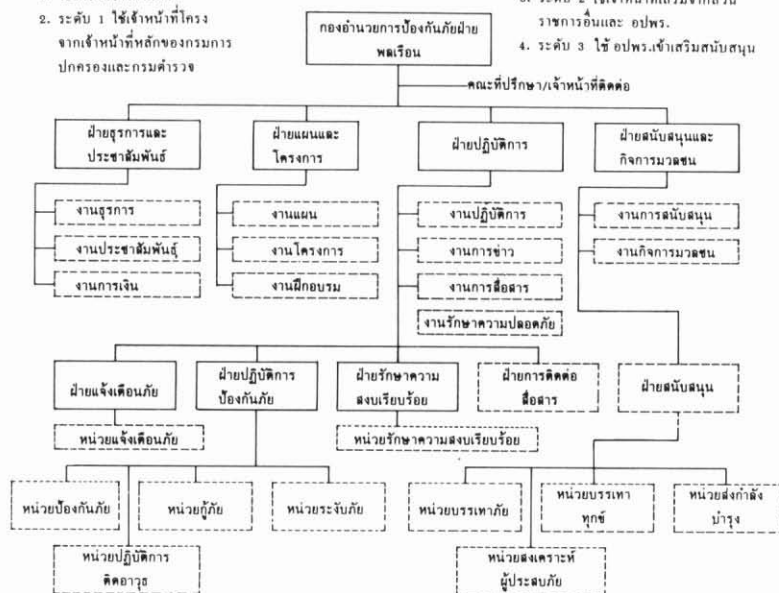 2. ระดับ 1 ใช้เจ้าหน้าที่โครง
จากเจ้าหน้าที่หลักของกรมการ
ปกครองและกรมตำรวจ
ราชการอื่นและ อปพร.
4. ระดับ 3 ใช้ อปพร.เข้าเสริมสนับสนุน
กองอำนวยการป้องกันภัยฝ่าย
พลเรือน
คณะที่ปรึกษา/เจ้าหน้าที่ติดต่อ
ฝ่ายธุรการและ
ประชาสัมพันธ์
ฝ่ายแผนและ
โครงการ
ฝ่ายปฏิบัติการ
ฝ่ายสนับสนุนและ
กิจการมวลชน
งานธุรการ
งานแผน
งานปฏิบัติการ
งานการสนับสนุน
งานประชาสัมพันธ์
งานโครงการ
งานการข่าว
งานกิจการมวลชน
งานการเงิน
งานฝึกอบรม
งานการสื่อสาร
งานรักษาความปลอดภัย
ฝ่ายแจ้งเตือนภัย
ฝ่ายปฏิบัติการ
ป้องกันภัย
ฝ่ายรักษาความ
สงบเรียบร้อย
ฝ่ายการติดต่อ
สื่อสาร
ฝ่ายสนับสนุน
หน่วยแจ้งเตือนภัย
หน่วยรักษาความสงบเรียบร้อย
หน่วยป้องกันภัย
หน่วยกู้ภัย
หน่วยระงับภัย
หน่วยบรรเทาภัย
หน่วยบรรเทา
ทุกข์
หน่วยส่งกำลัง
บำรุง
หน่วยปฏิบัติการ
ติดอาวุธ
หน่วยสงเคราะห์
ผู้ประสบภัย